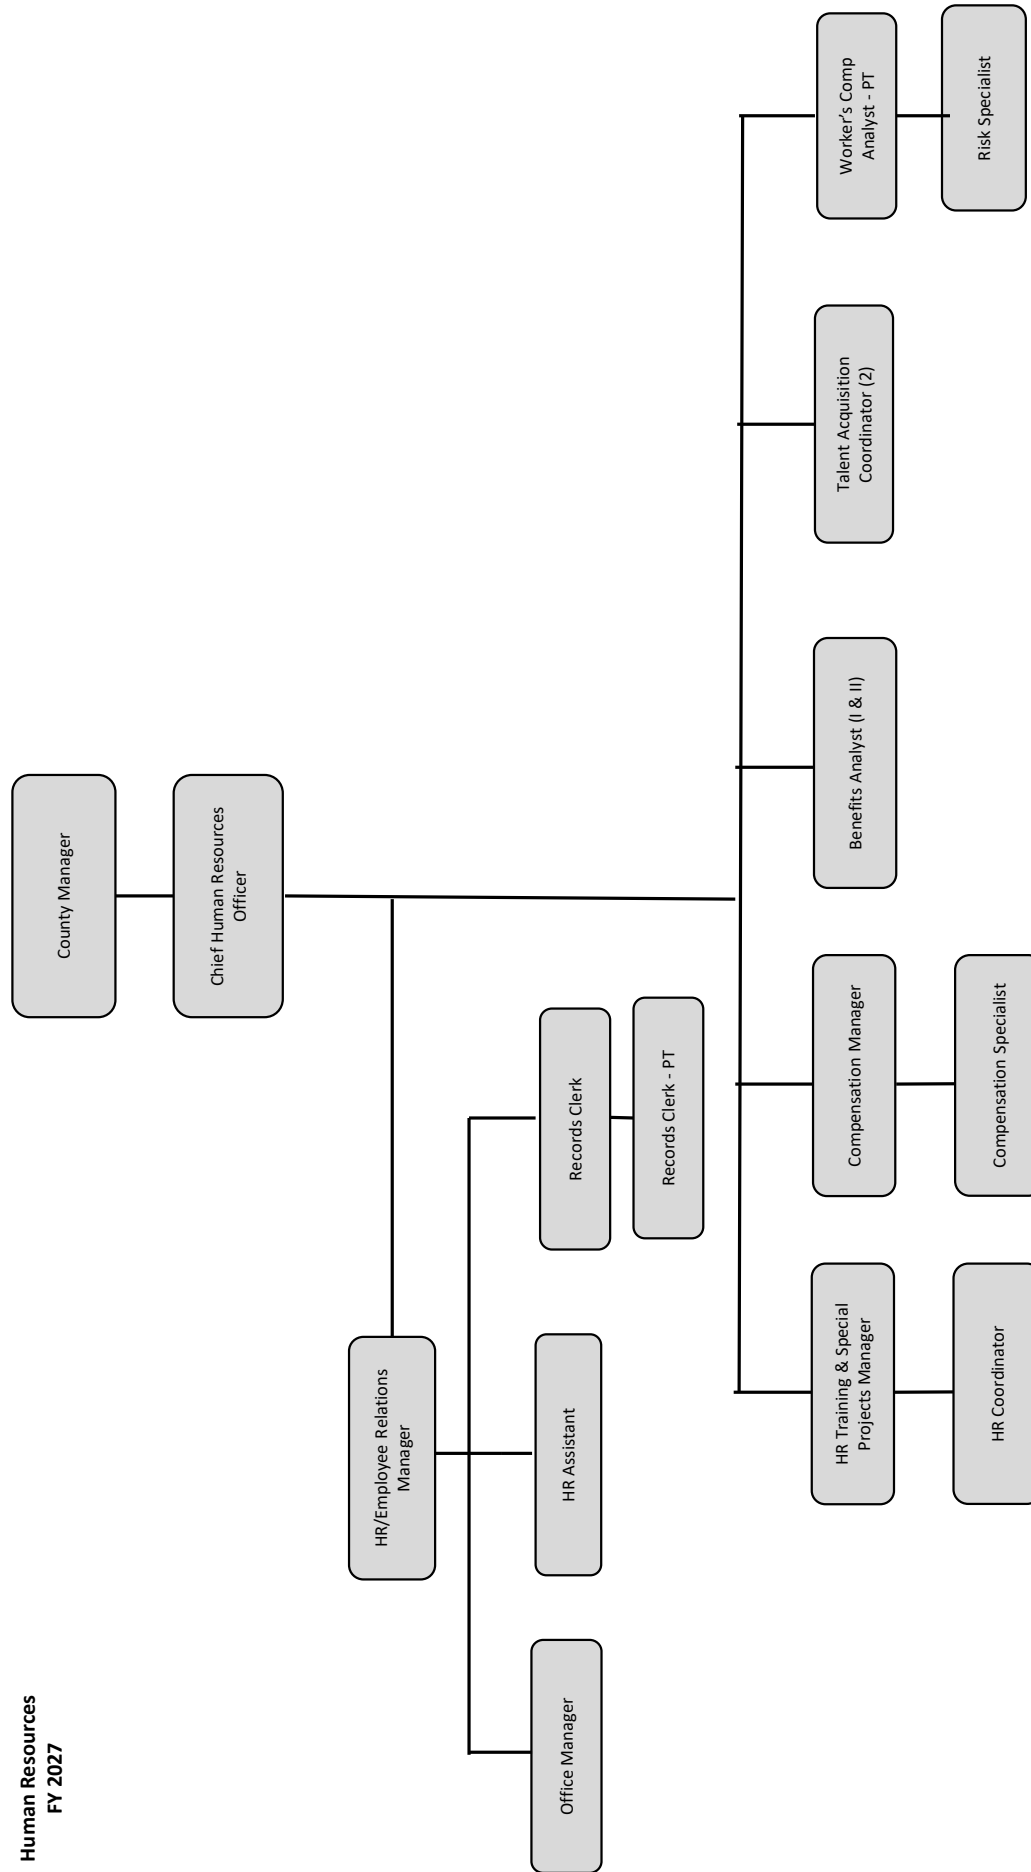 Human Resources
FY 2027
County Manager
Chief Human Resources
Officer
HR/Employee Relations
Manager
Office Manager
HR Assistant
Records Clerk
Records Clerk - PT
HR Training & Special
Projects Manager
Compensation Manager
Benefits Analyst (I & II)
Talent Acquisition
Coordinator (2)
Worker’s Comp
Analyst - PT
HR Coordinator
Compensation Specialist
Risk Specialist